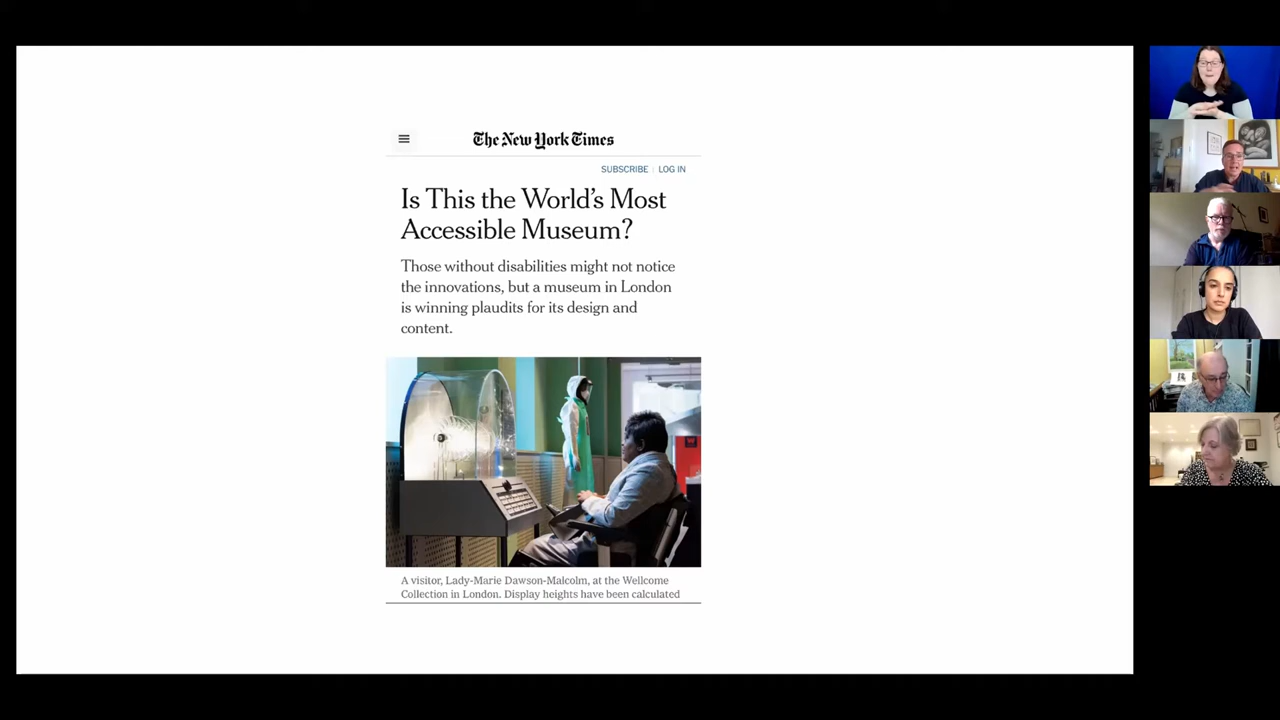 The New York Times
SUBSCRIBE | LOG IN
Is This the World's Most
Accessible Museum?
Those without disabilities might not notice
the innovations, but a museum in London
is winning plaudits for its design and
content.
A visitor, Lady-Marie Dawson-Malcolm, at the Wellcome
Collection in London. Display heights have been calculated